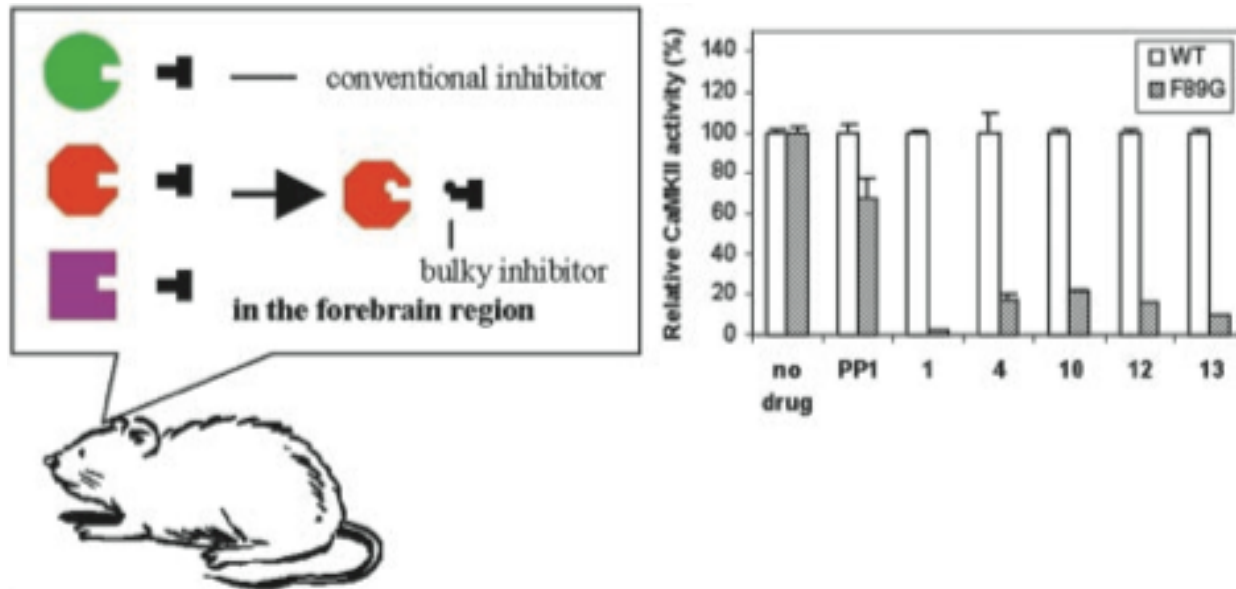 conventional inhibitor
bulky inhibitor
in the forebrain region
Relative CaMKII activity (%)
140
120
100
80
60
40
20
0
WT
F89G
no drug
PP1
1
4
10
12
13